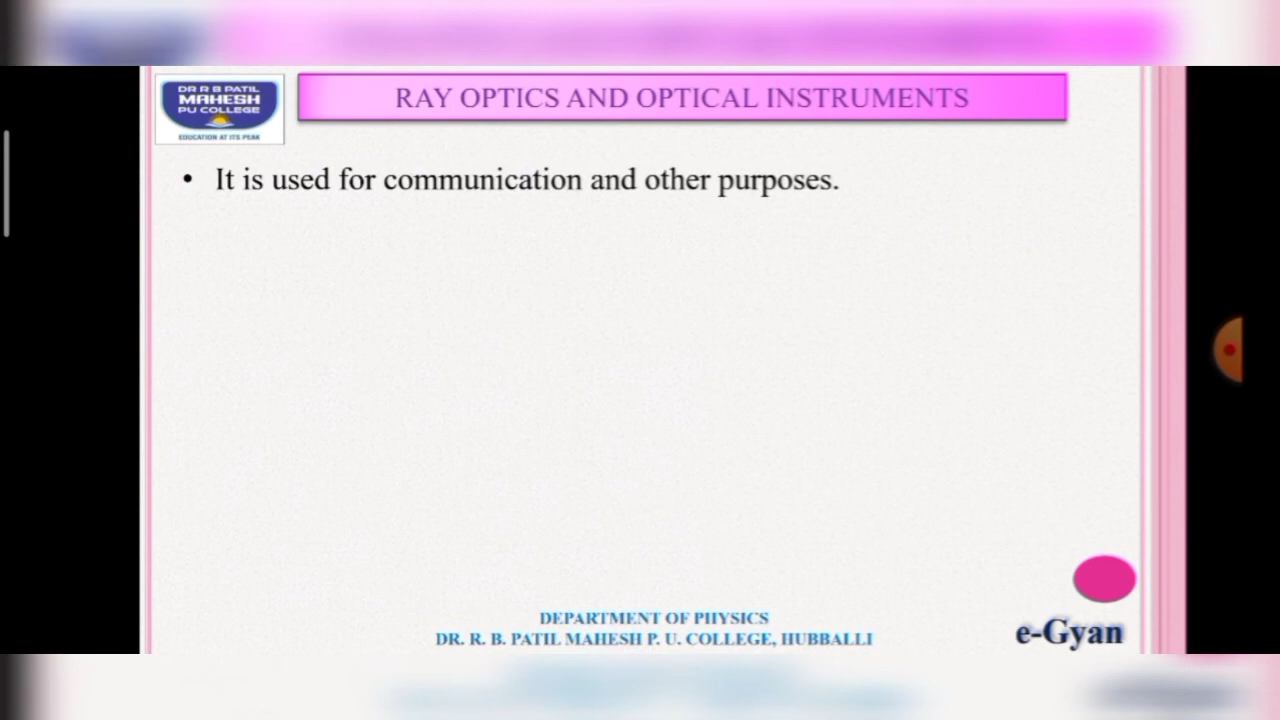 DR R B PATIL
MAHESH
PU COLLEGE
EDUCATION AT ITS PEAK
RAY OPTICS AND OPTICAL INSTRUMENTS
• It is used for communication and other purposes.
DEPARTMENT OF PHYSICS
DR. R. B. PATIL MAHESH P. U. COLLEGE, HUBBALLI
e-Gyan